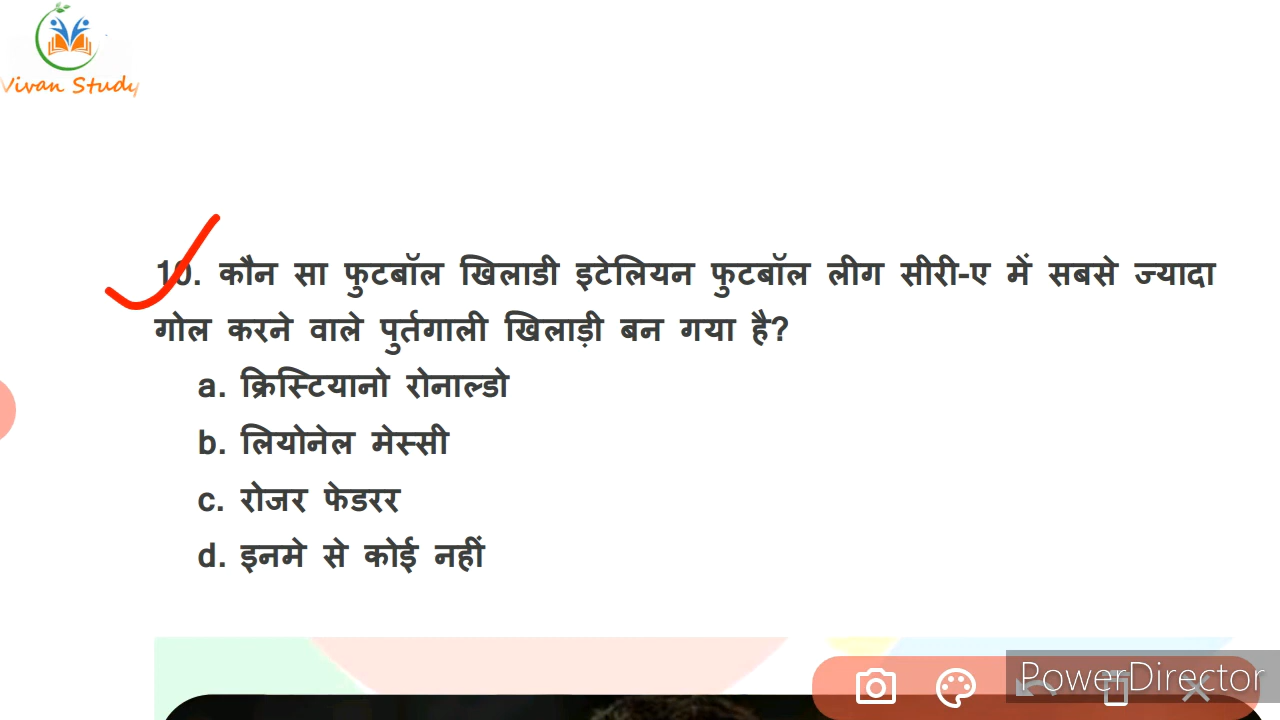 Vivan Study
10. कौन सा फुटबॉल खिलाडी इटेलियन फुटबॉल लीग सीरी-ए में सबसे ज्यादा
गोल करने वाले पुर्तगाली खिलाड़ी बन गया है?
a. क्रिस्टियानो रोनाल्डो
b. लियोनेल मेस्सी
c. रोजर फेडरर
d. इनमे से कोई नहीं
PowerDirector